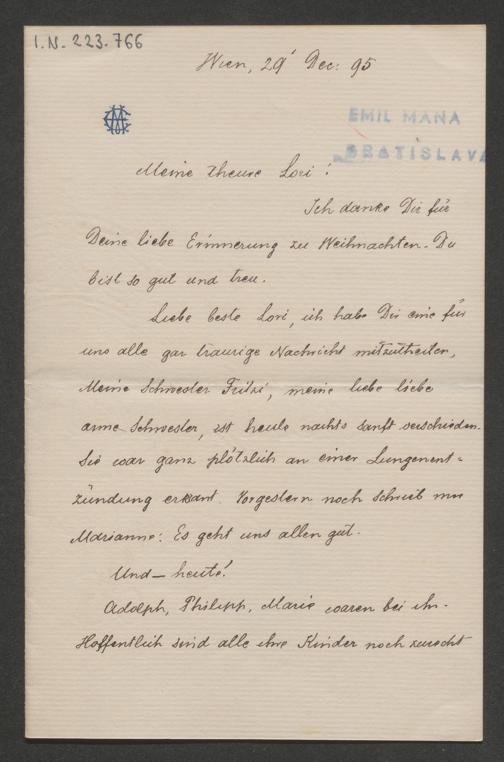 I.N. 223.766
Wien, 29' Dec: 95
EMIL MANA
BRATISLAVA
Meine theure Lori!
Ich danke Dir für
Deine liebe Erinnerung zu Weihnachten. Du
bist so gut und treu.
Liebe beste Lori, ich habe Dir eine für
uns alle gar traurige Nachricht mitzutheilen,
Meine Schwester Fritzi, meine liebe liebe
arme Schwester, ist heute nachts sanft verschieden.
Sie war ganz plötzlich an einer Lungenent=
zündung erkrankt. Vorgestern noch schrieb mir
Marianne: Es geht uns allen gut.
Und – heute!
Adolph, Philipp, Marie waren bei ihr.
Hoffentlich sind alle ihre Kinder noch zurecht